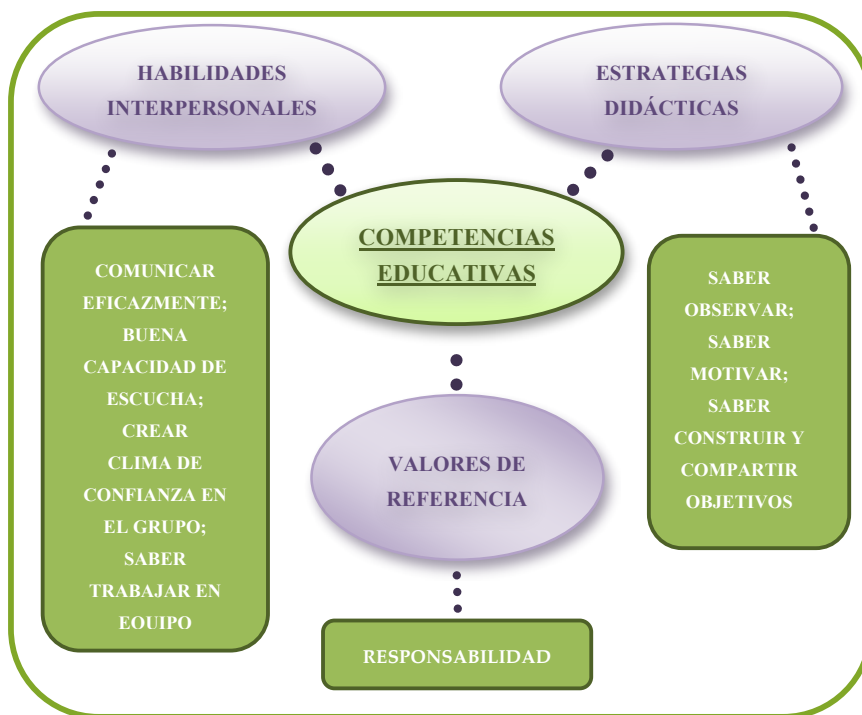 HABILIDADES
INTERPERSONALES
ESTRATEGIAS
DIDÁCTICAS
COMPETENCIAS
EDUCATIVAS
COMUNICAR
EFICAZMENTE;
BUENA
CAPACIDAD DE
ESCUCHA;
CREAR
CLIMA DE
CONFIANZA EN
EL GRUPO;
SABER
TRABAJAR EN
EQUIPO
SABER
OBSERVAR;
SABER
MOTIVAR;
SABER
CONSTRUIR Y
COMPARTIR
OBJETIVOS
VALORES DE
REFERENCIA
RESPONSABILIDAD